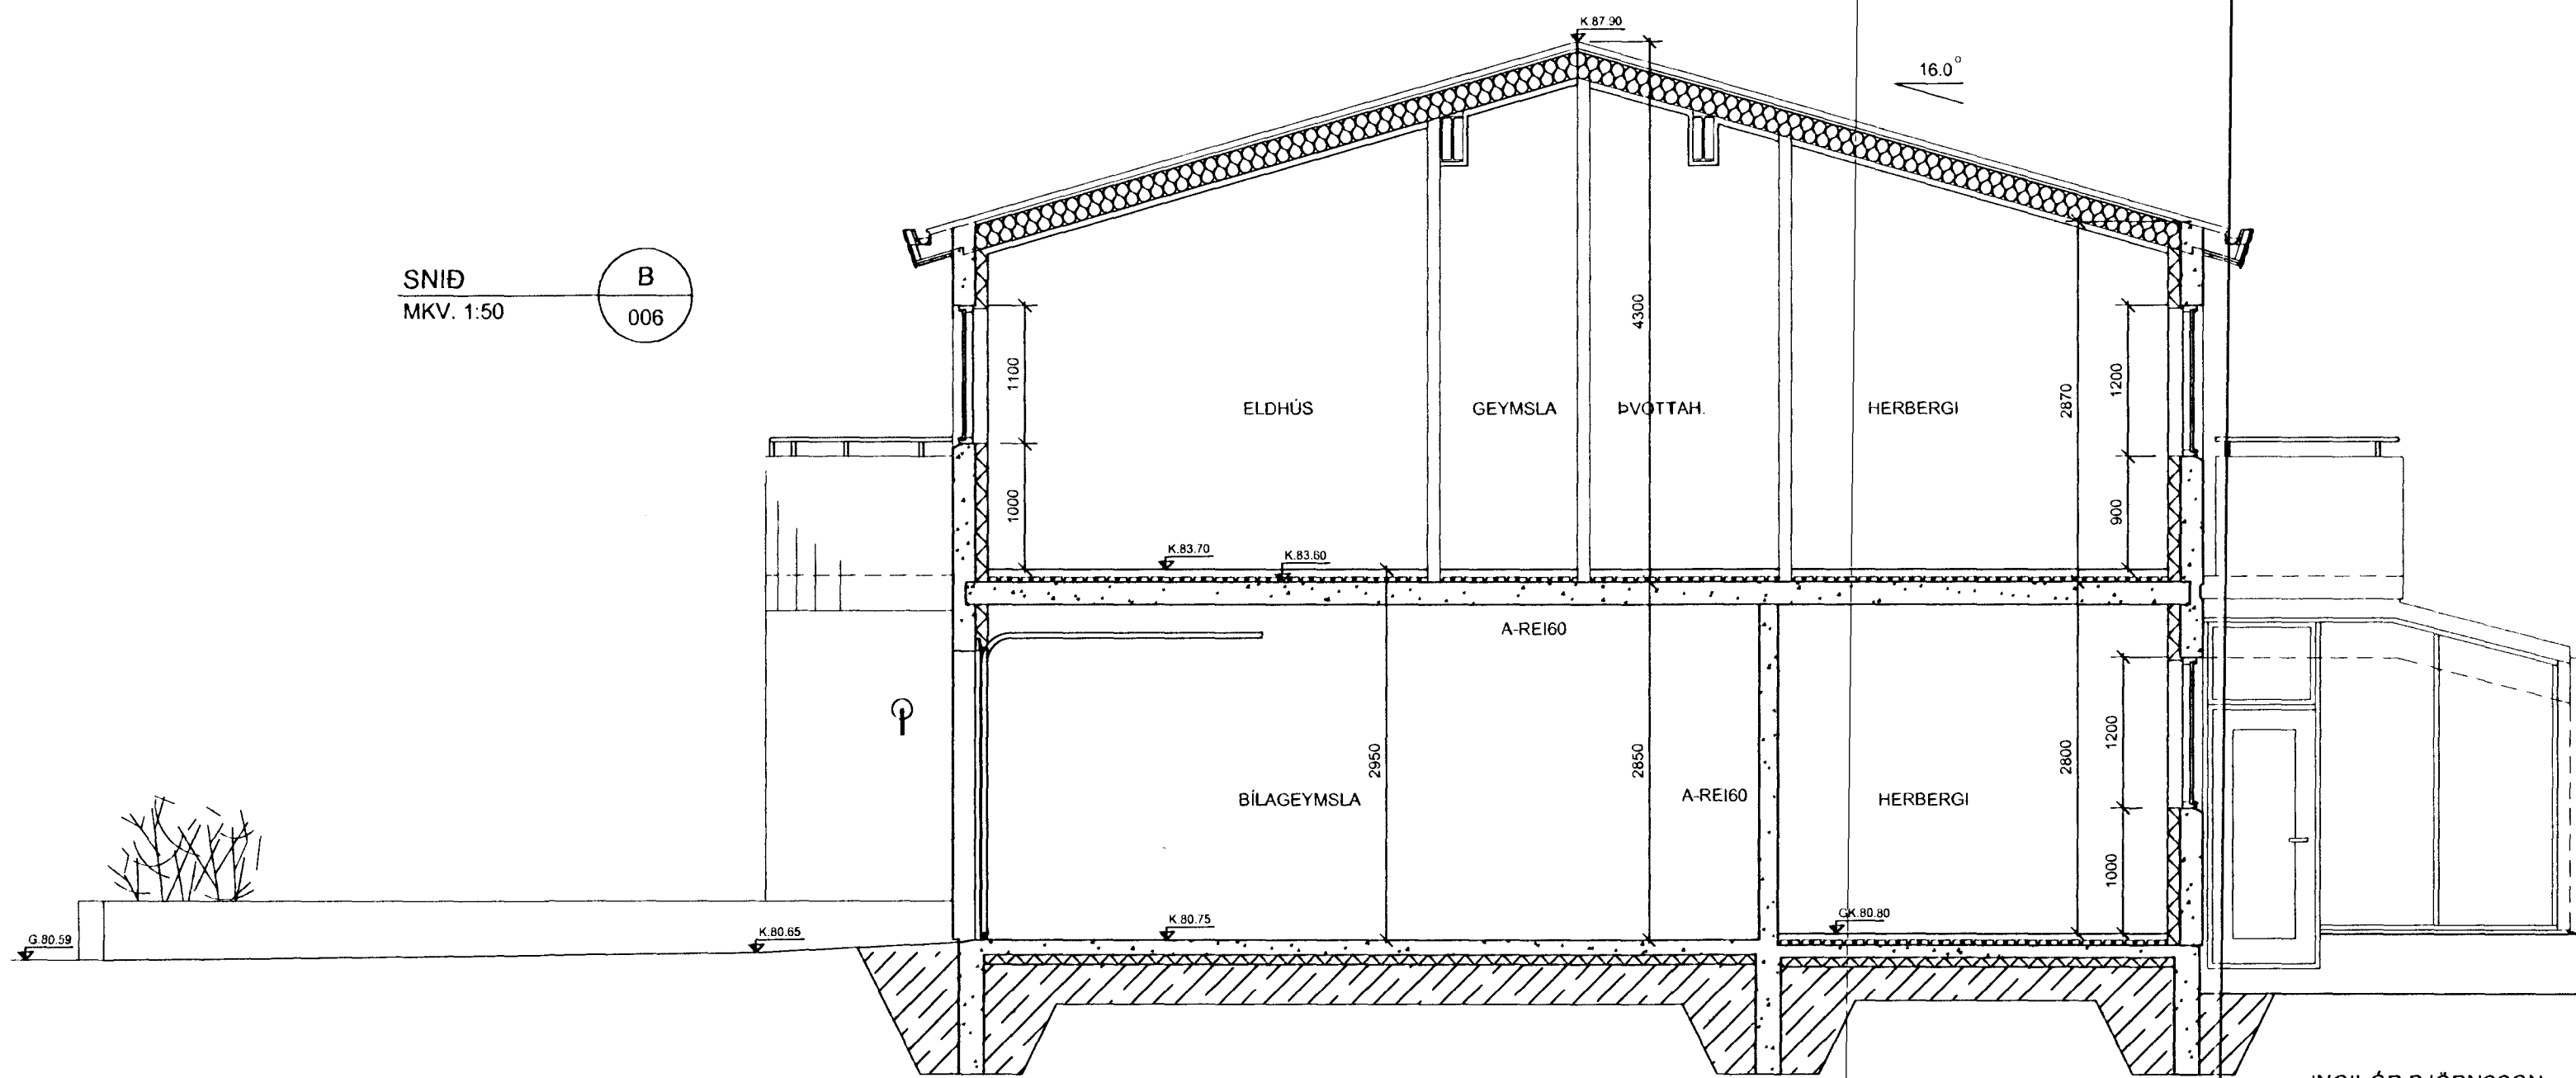 K.87.90
16.0°
SNIÐ
MKV. 1:50
B
006
4300
1100
1000
ELDHÚS
GEYMSLA
ÞVOTTAH.
HERBERGI
2870
1200
900
K.83.70
K.83.60
A-REI60
2950
2850
2800
1200
1000
BÍLAGEYMSLA
A-REI60
HERBERGI
G.80.59
K.80.65
K.80.75
GK.80.80